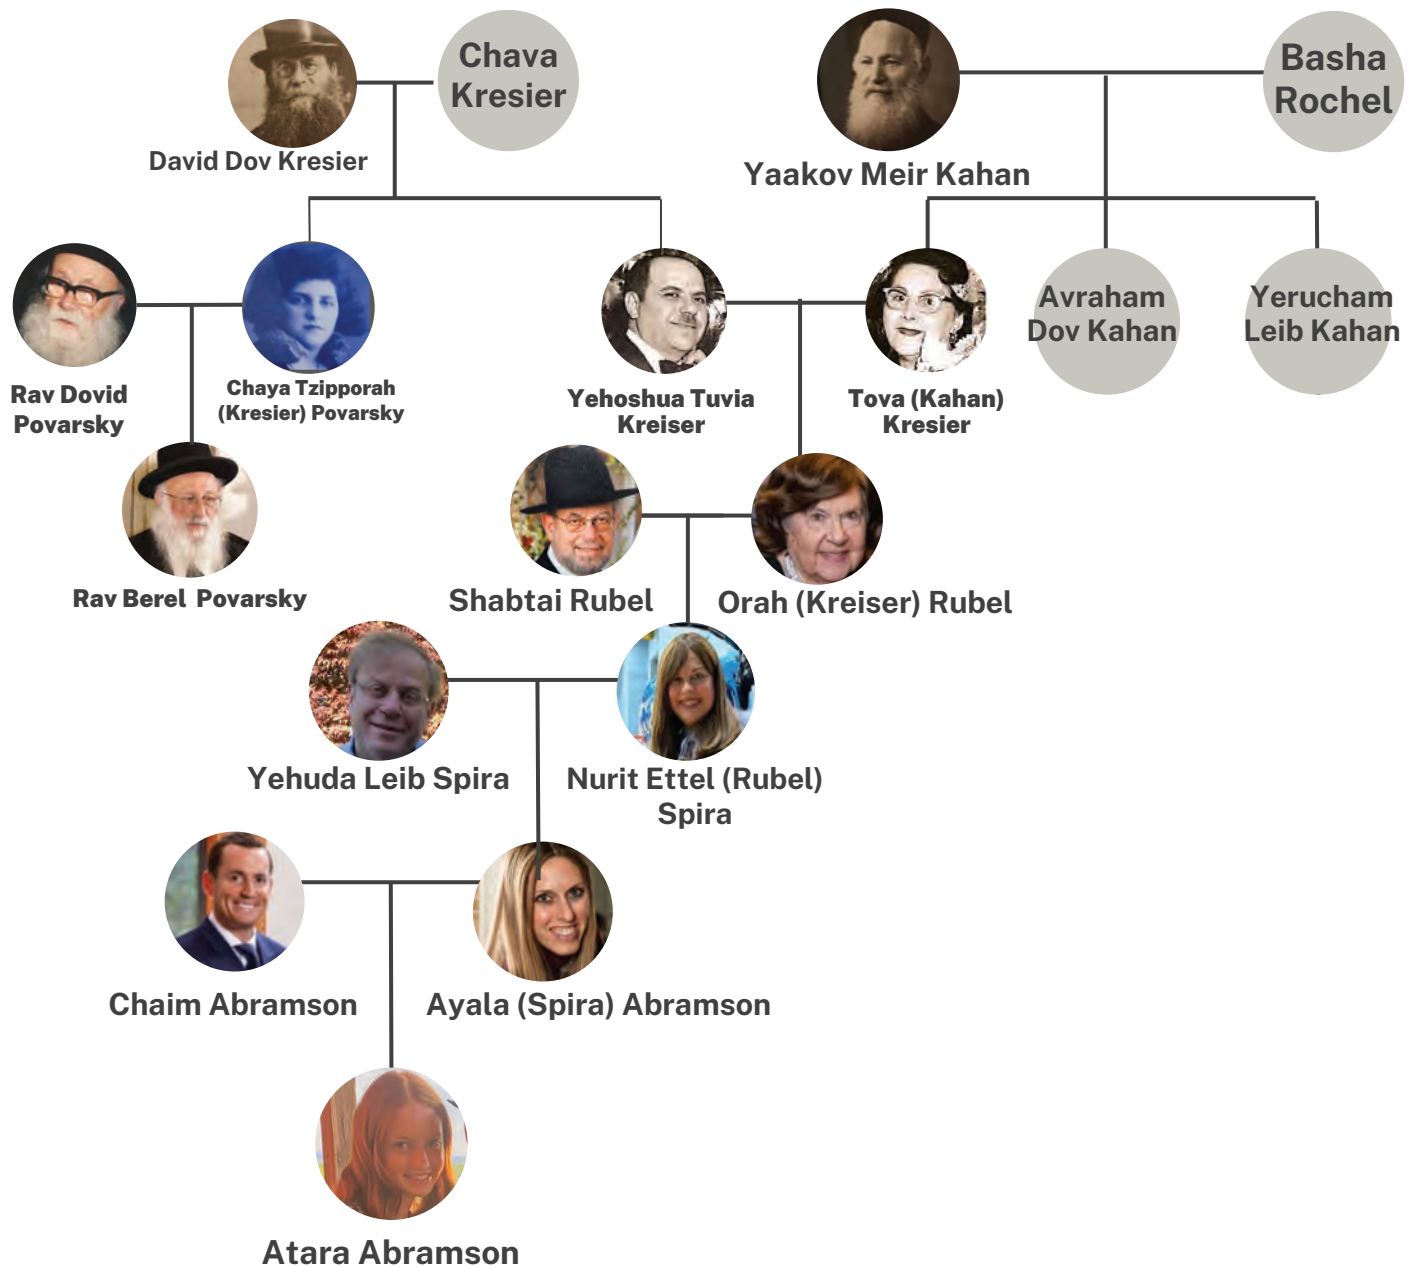 Chava
Kresier
Basha
Rochel
David Dov Kresier
Yaakov Meir Kahan
Avraham
Dov Kahan
Yerucham
Leib Kahan
Rav Dovid
Povarsky
Chaya Tzipporah
(Kresier) Povarsky
Yehoshua Tuvia
Kreiser
Tova (Kahan)
Kresier
Rav Berel Povarsky
Shabtai Rubel
Orah (Kreiser) Rubel
Yehuda Leib Spira
Nurit Ettel (Rubel)
Spira
Chaim Abramson
Ayala (Spira) Abramson
Atara Abramson